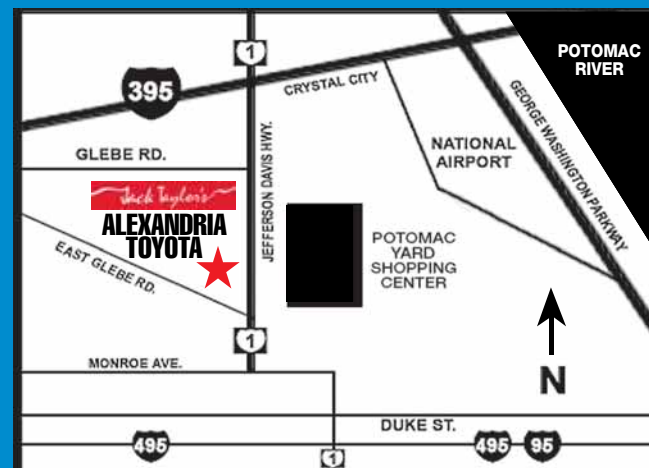 1
POTOMAC
RIVER
395
CRYSTAL CITY
GLEBE RD.
JEFFERSON DAVIS HWY.
NATIONAL
AIRPORT
GEORGE WASHINGTON PARKWAY
Jack Taylor's
ALEXANDRIA
TOYOTA
EAST GLEBE RD.
POTOMAC
YARD
SHOPPING
CENTER
1
MONROE AVE.
N
DUKE ST.
495
1
495
95